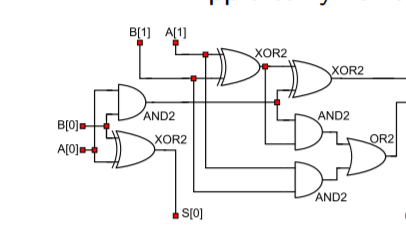 B[1] A[1]
XOR2
XOR2
AND2
AND2
B[0]
A[0]
XOR2
OR2
AND2
S[0]